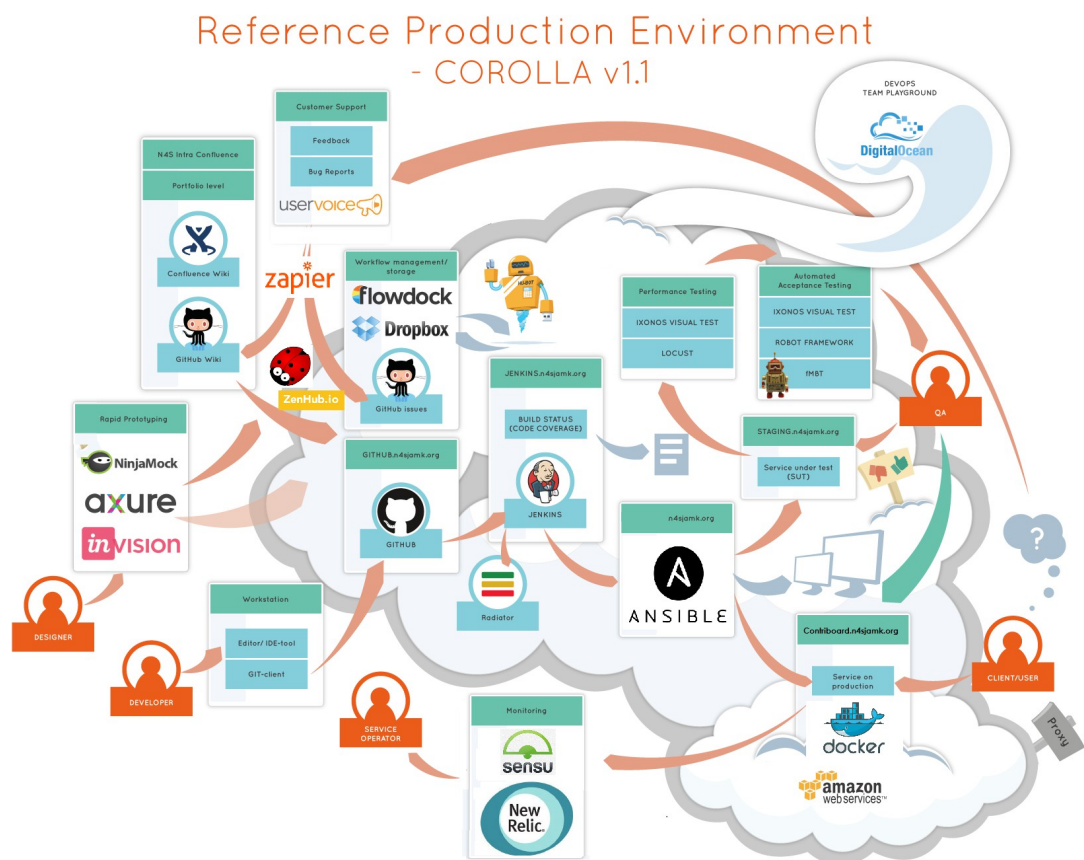 Reference Production Environment
- COROLLA v1.1
DEVOPS
TEAM PLAYGROUND
DigitalOcean
Customer Support
Feedback
Bug Reports
uservoice
N4S Intra Confluence
Portfolio level
Confluence Wiki
GitHub Wiki
zapier
Workflow management/
storage
flowdock
Dropbox
GitHub issues
HUBOT
ZenHub.io
Performance Testing
IXONOS VISUAL TEST
LOCUST
Automated
Acceptance Testing
IXONOS VISUAL TEST
ROBOT FRAMEWORK
fMBT
QA
Rapid Prototyping
NinjaMock
axure
invision
DESIGNER
GITHUB.n4sjamk.org
GITHUB
JENKINS.n4sjamk.org
BUILD STATUS
(CODE COVERAGE)
JENKINS
Radiator
STAGING.n4sjamk.org
Service under test
(SUT)
n4sjamk.org
A
ANSIBLE
?
Workstation
Editor/ IDE-tool
GIT-client
DEVELOPER
SERVICE
OPERATOR
Monitoring
sensu
New
Relic.
Contriboard.n4sjamk.org
Service on
production
docker
amazon
webservices™
CLIENT/USER
Proxy